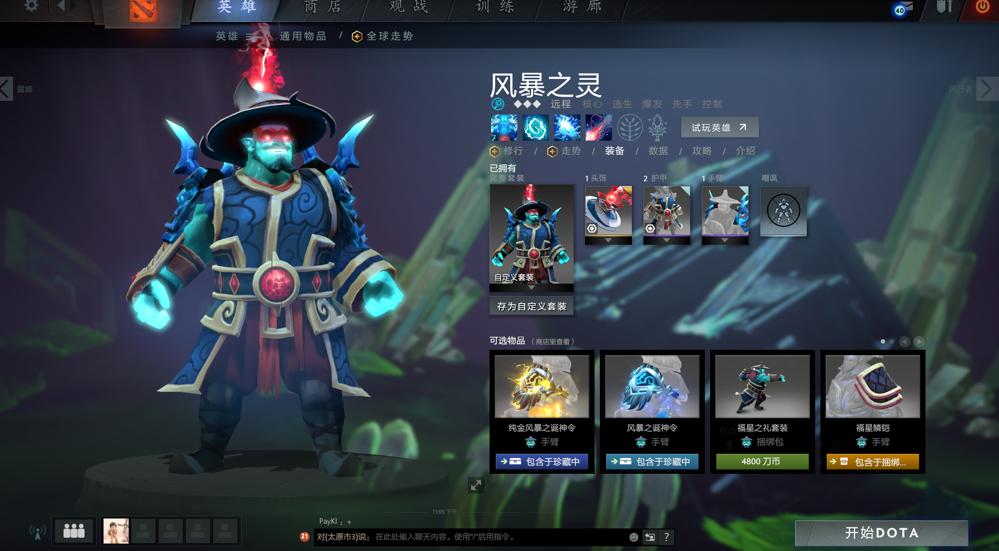 英雄 商店 观战 训练 游廊
40
英雄 / 通用物品 / 全球走势
露娜
风行者
风暴之灵
远程 核心 逃生 爆发 先手 控制
试玩英雄
修行 / 走势 / 装备 / 数据 / 攻略 / 介绍
已拥有
完整套装
1 头饰
2 护甲
1 手臂
嘲讽
自定义套装
存为自定义套装
可选物品 (商店里查看)
纯金风暴之诞神令
手臂
包含于珍藏中
风暴之诞神令
手臂
包含于珍藏中
福星之礼套装
捆绑包
4800 刀币
福星鳞铠
手臂
包含于捆绑...
11:05 下午
PayKI : +
21
对(太原市3)说: 在此处输入聊天内容。使用"/"启用指令。
?
开始DOTA